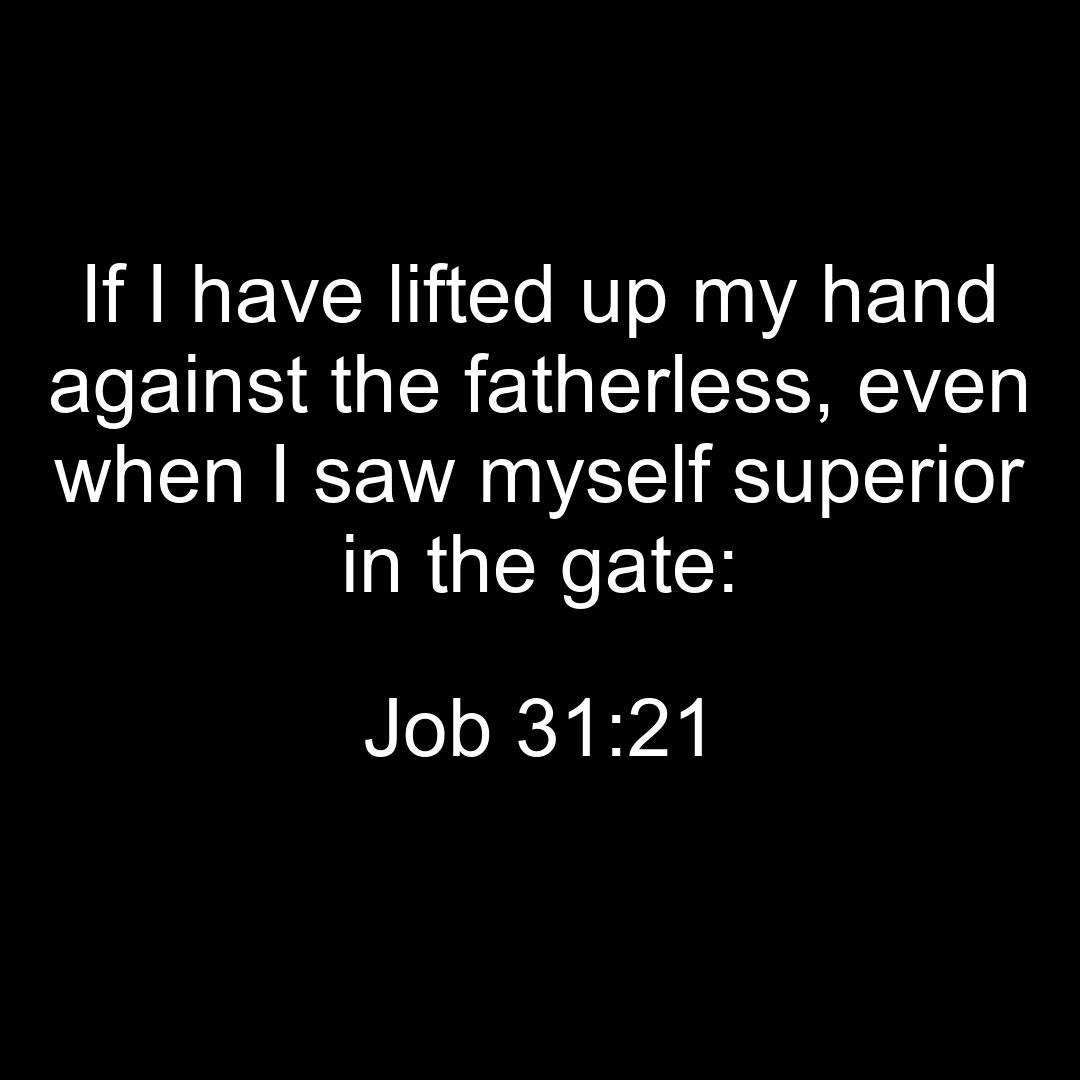 If I have lifted up my hand
against the fatherless, even
when I saw myself superior
in the gate:
Job 31:21